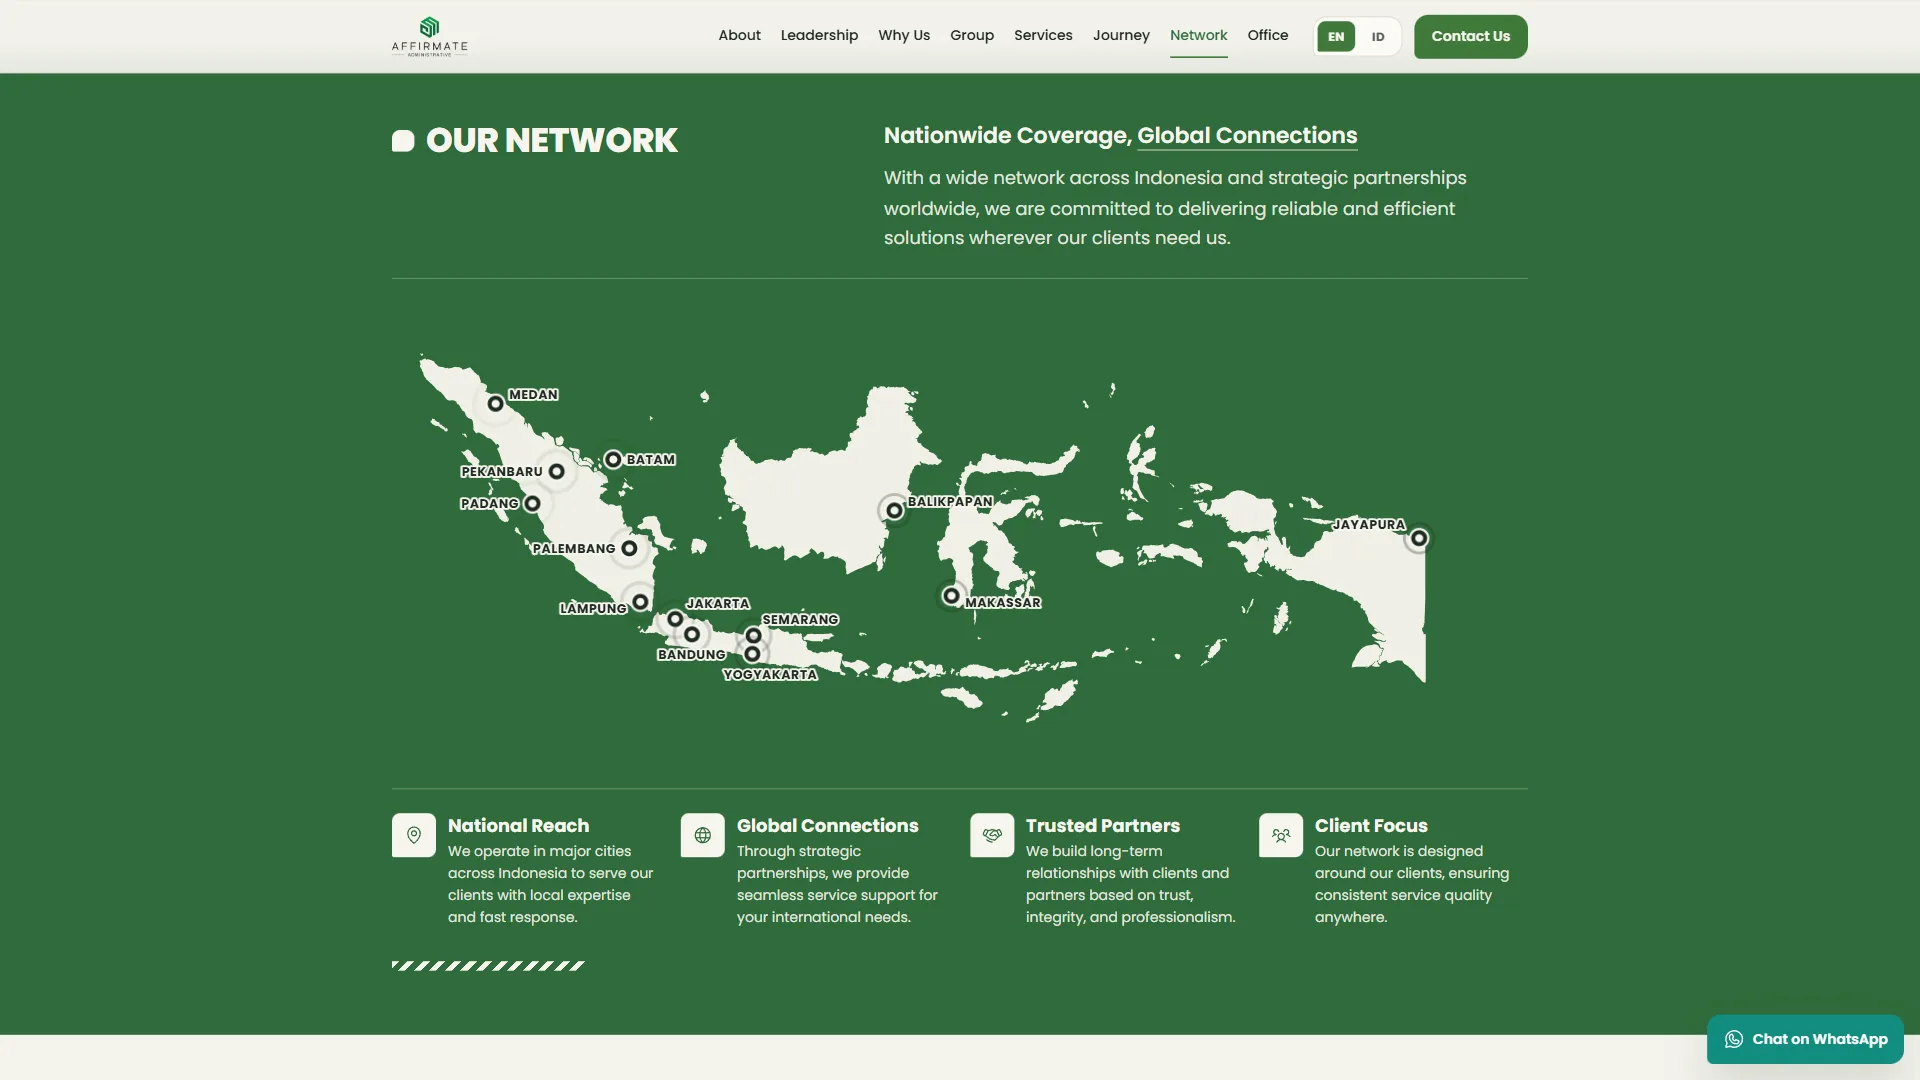 AFFIRMATE
ADMINISTRATIVE
About
Leadership
Why Us
Group
Services
Journey
Network
Office
EN
ID
Contact Us
OUR NETWORK
Nationwide Coverage, Global Connections
With a wide network across Indonesia and strategic partnerships
worldwide, we are committed to delivering reliable and efficient
solutions wherever our clients need us.
MEDAN
BATAM
PEKANBARU
PADANG
PALEMBANG
LAMPUNG
JAKARTA
BANDUNG
SEMARANG
YOGYAKARTA
BALIKPAPAN
MAKASSAR
JAYAPURA
National Reach
We operate in major cities
across Indonesia to serve our
clients with local expertise
and fast response.
Global Connections
Through strategic
partnerships, we provide
seamless service support for
your international needs.
Trusted Partners
We build long-term
relationships with clients and
partners based on trust,
integrity, and professionalism.
Client Focus
Our network is designed
around our clients, ensuring
consistent service quality
anywhere.
Chat on WhatsApp